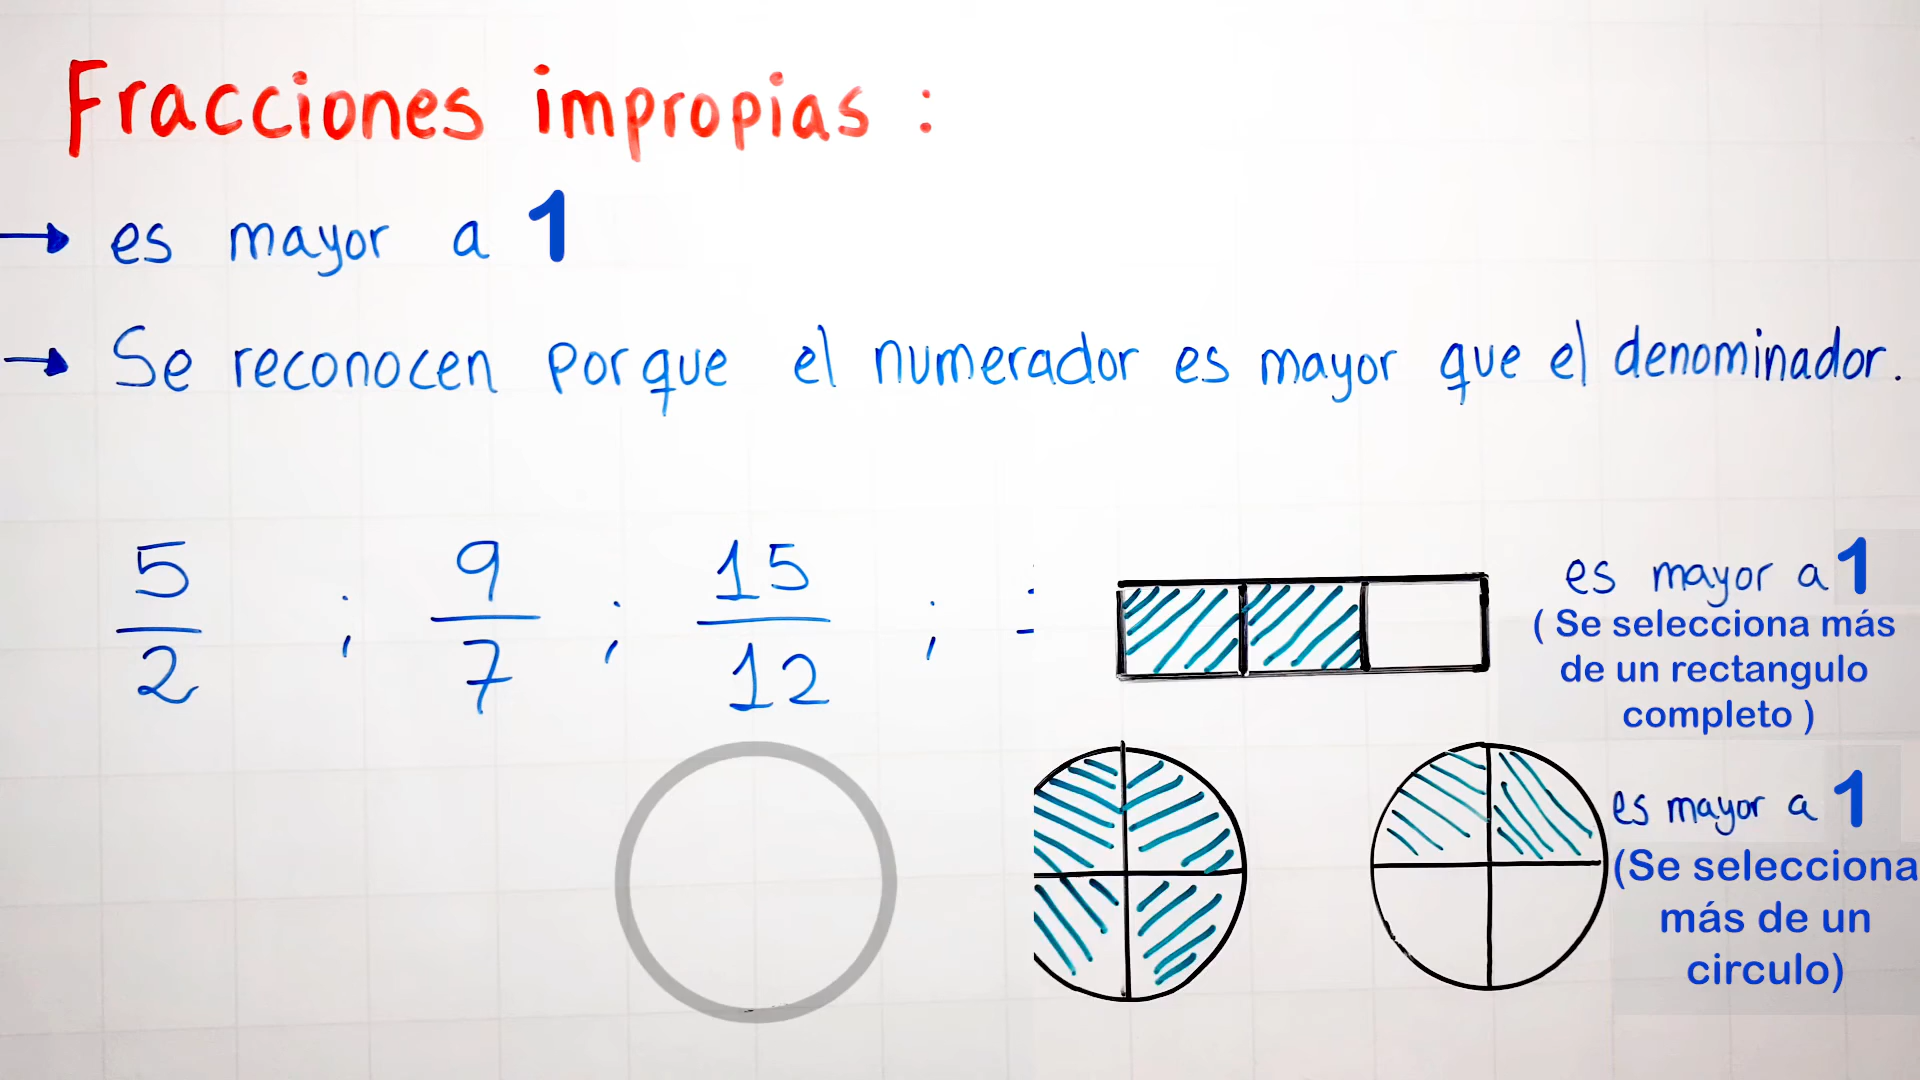 Fracciones impropias :
→ es mayor a 1
→ Se reconocen porque el numerador es mayor que el denominador.
5/2 ; 9/7 ; 15/12 ;
es mayor a 1
( Se selecciona más
de un rectangulo
completo )
es mayor a 1
(Se selecciona
más de un
circulo)